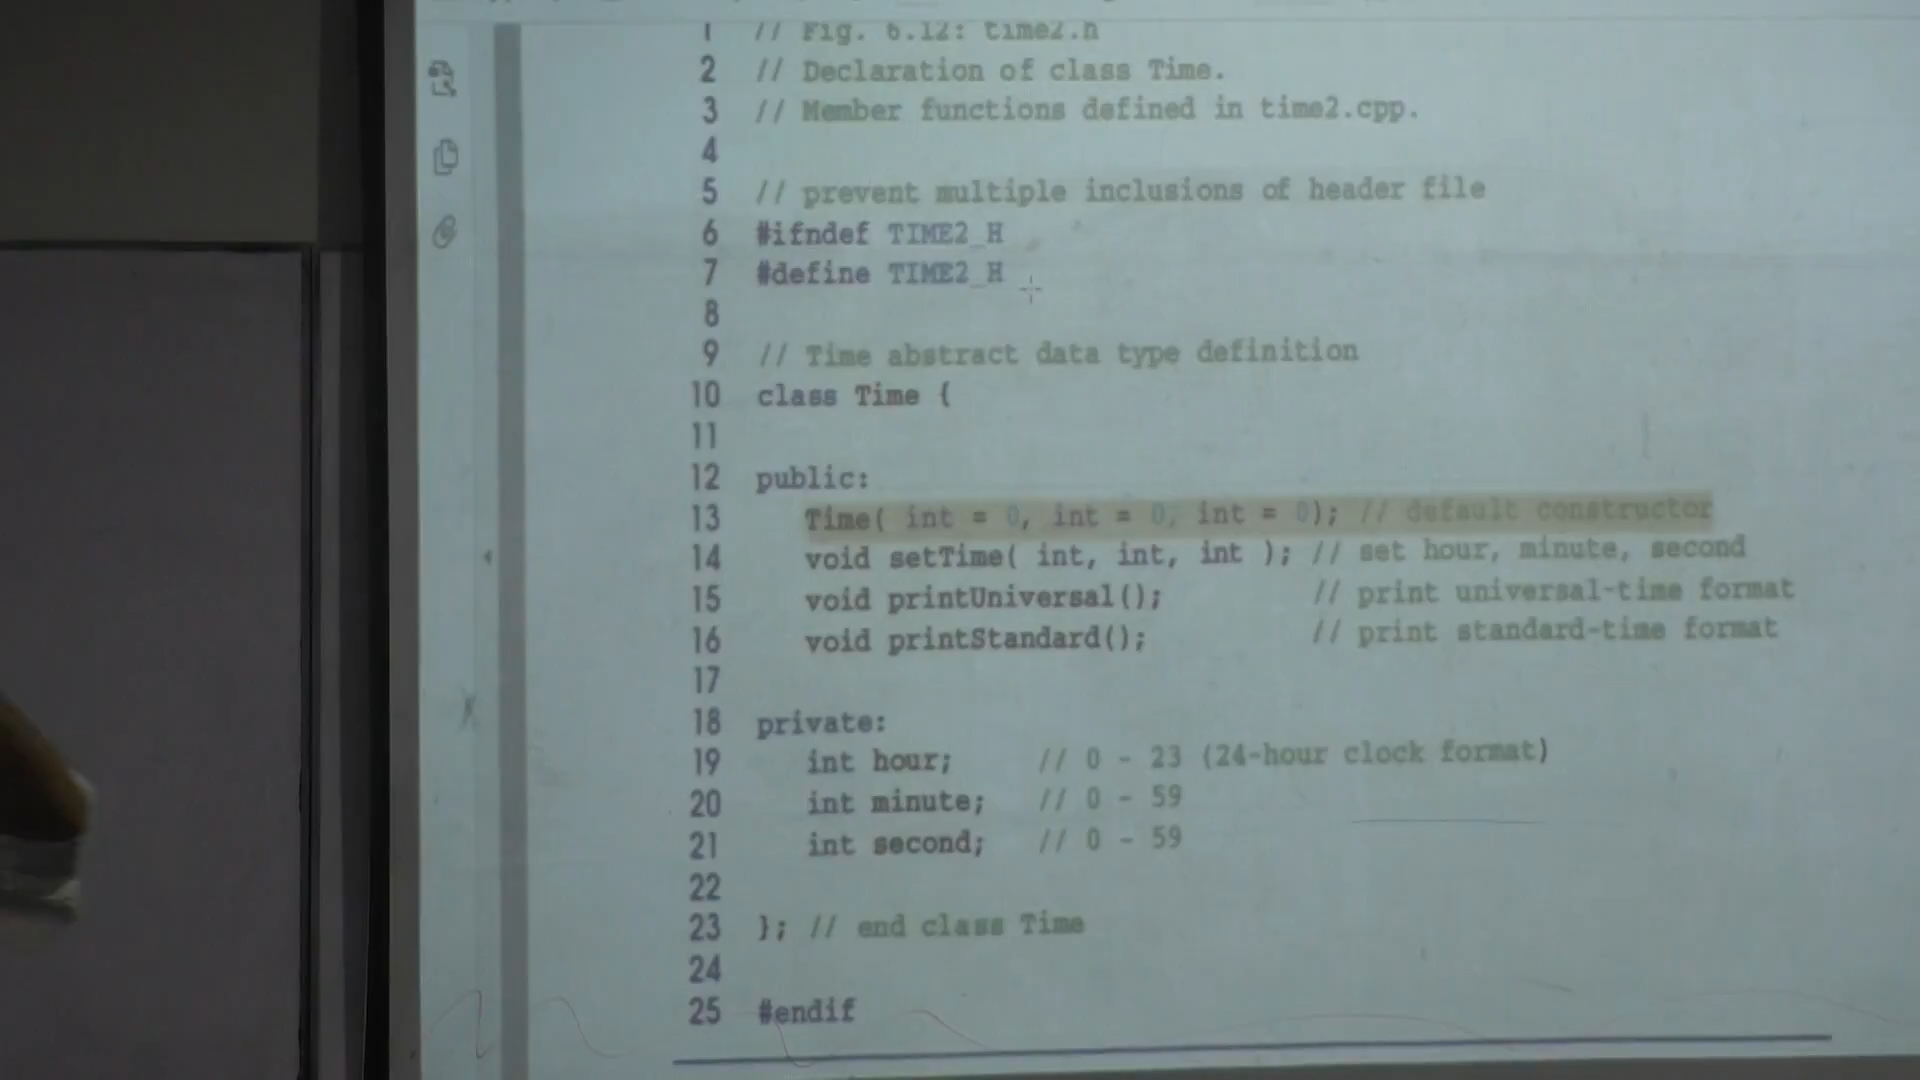 1 // Fig. 6.12: time2.h
2 // Declaration of class Time.
3 // Member functions defined in time2.cpp.
4
5 // prevent multiple inclusions of header file
6 #ifndef TIME2_H
7 #define TIME2_H
8
9 // Time abstract data type definition
10 class Time {
11
12 public:
13 Time( int = 0, int = 0, int = 0); // default constructor
14 void setTime( int, int, int ); // set hour, minute, second
15 void printUniversal(); // print universal-time format
16 void printStandard(); // print standard-time format
17
18 private:
19 int hour; // 0 - 23 (24-hour clock format)
20 int minute; // 0 - 59
21 int second; // 0 - 59
22
23 }; // end class Time
24
25 #endif